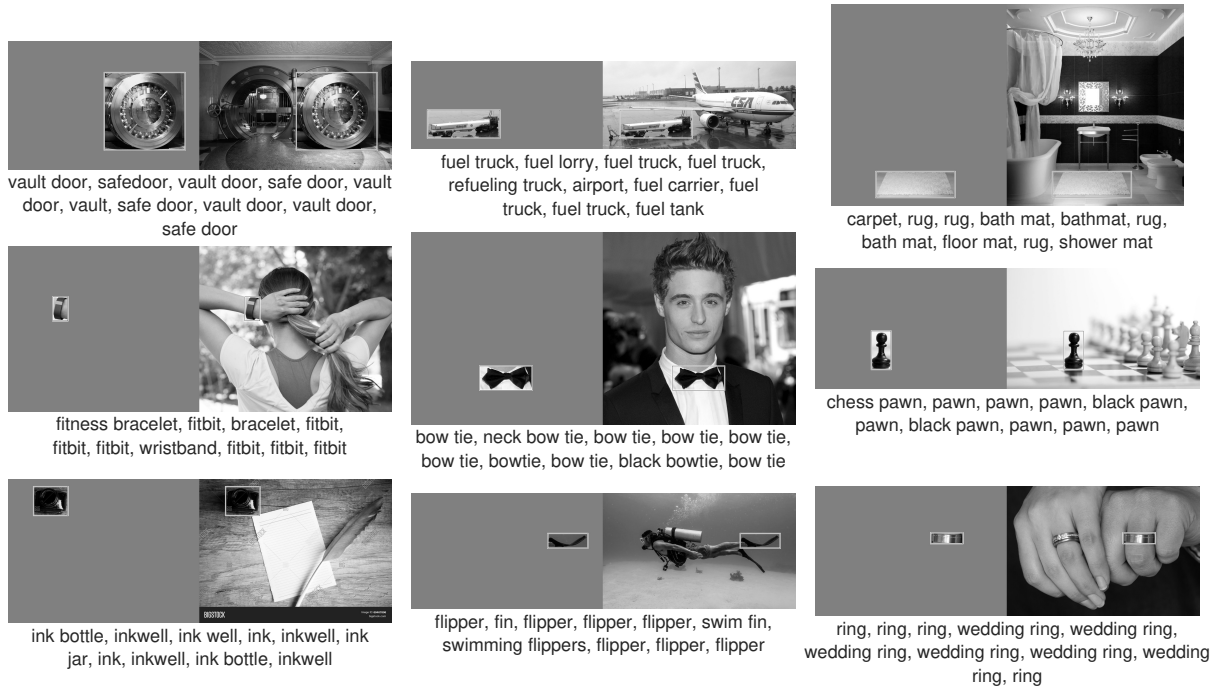 CSA
vault door, safedoor, vault door, safe door, vault
door, vault, safe door, vault door, vault door,
safe door
fuel truck, fuel lorry, fuel truck, fuel truck,
refueling truck, airport, fuel carrier, fuel
truck, fuel truck, fuel tank
carpet, rug, rug, bath mat, bathmat, rug,
bath mat, floor mat, rug, shower mat
fitness bracelet, fitbit, bracelet, fitbit,
fitbit, fitbit, wristband, fitbit, fitbit, fitbit
bow tie, neck bow tie, bow tie, bow tie, bow tie,
bow tie, bowtie, bow tie, black bowtie, bow tie
chess pawn, pawn, pawn, pawn, black pawn,
pawn, black pawn, pawn, pawn, pawn
BIGSTOCK
ink bottle, inkwell, ink well, ink, inkwell, ink
jar, ink, inkwell, ink bottle, inkwell
flipper, fin, flipper, flipper, flipper, swim fin,
swimming flippers, flipper, flipper, flipper
ring, ring, ring, wedding ring, wedding ring,
wedding ring, wedding ring, wedding ring, wedding
ring, ring